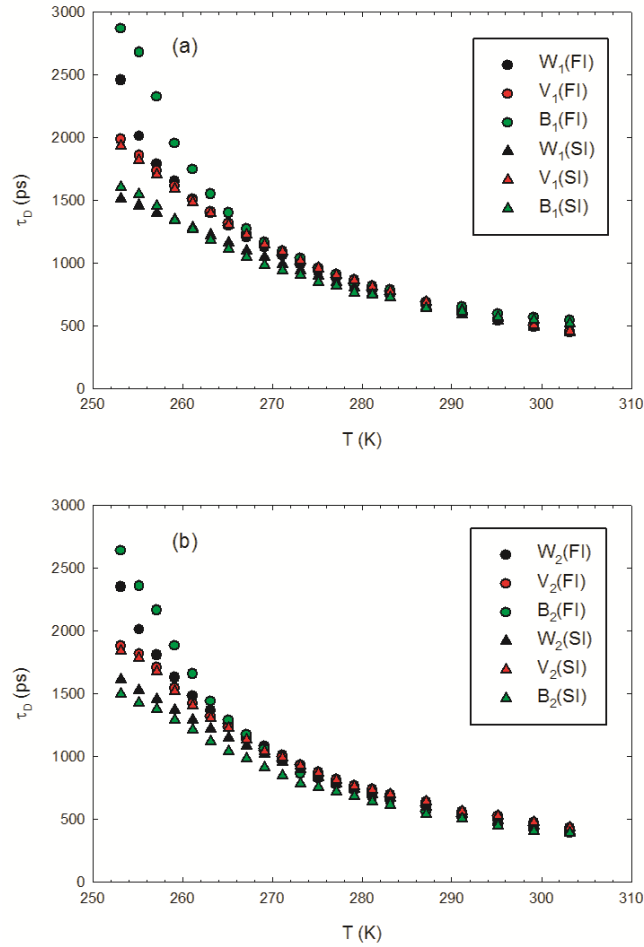 3000
(a)
W1(FI)
V1(FI)
B1(FI)
W1(SI)
V1(SI)
B1(SI)
2500
2000
1500
1000
500
0
τD (ps)
250 260 270 280 290 300 310
T (K)
3000
(b)
W2(FI)
V2(FI)
B2(FI)
W2(SI)
V2(SI)
B2(SI)
2500
2000
1500
1000
500
0
τD (ps)
250 260 270 280 290 300 310
T (K)